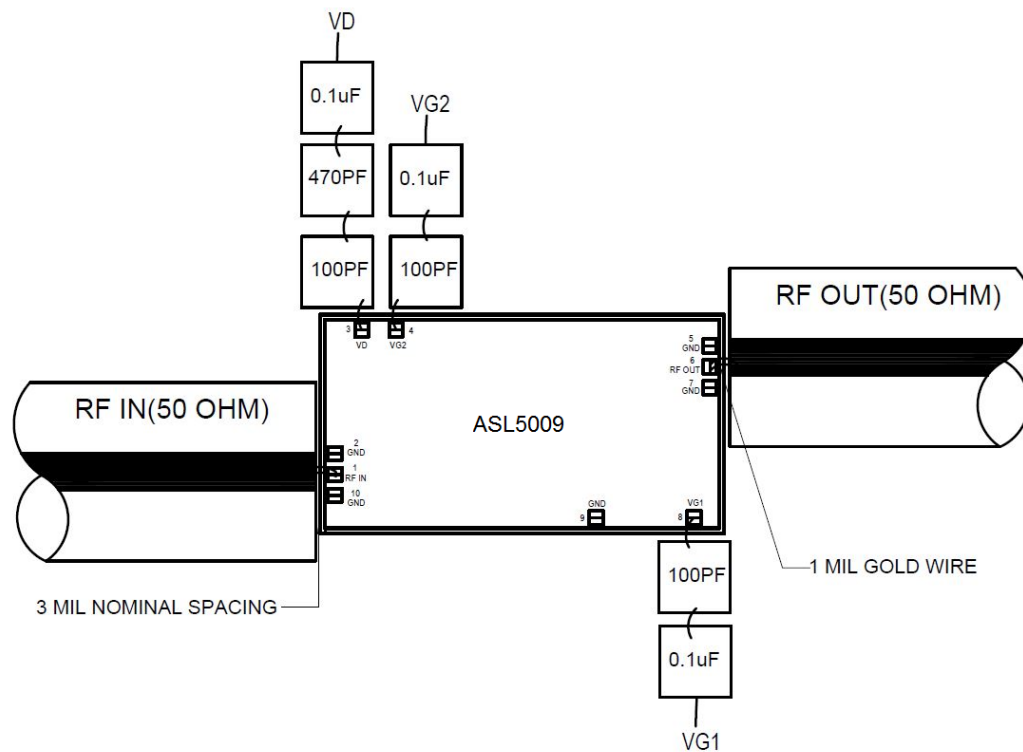 VD
0.1uF
VG2
470PF
0.1uF
100PF
100PF
RF OUT(50 OHM)
3
VD
VG2
4
5
GND
6
RF OUT
7
GND
RF IN(50 OHM)
ASL5009
2
GND
1
RF IN
10
GND
GND
9
VG1
8
1 MIL GOLD WIRE
100PF
3 MIL NOMINAL SPACING
0.1uF
VG1